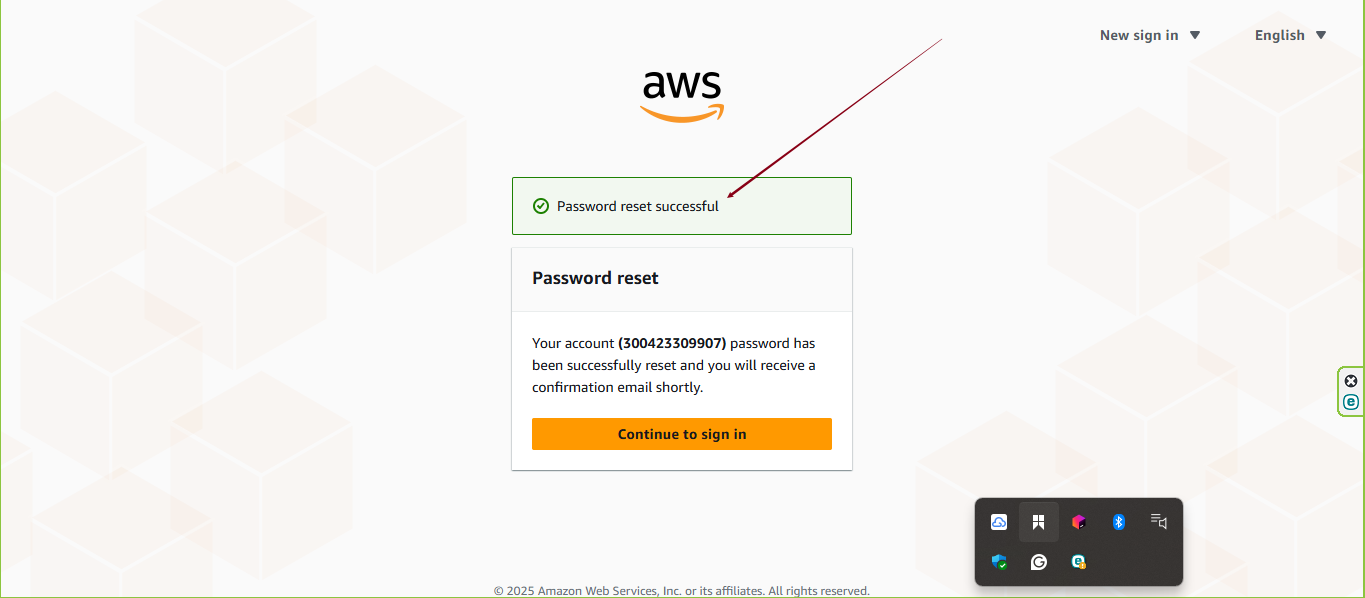 New sign in
English
aws
Password reset successful
Password reset
Your account (300423309907) password has
been successfully reset and you will receive a
confirmation email shortly.
Continue to sign in
© 2025 Amazon Web Services, Inc. or its affiliates. All rights reserved.